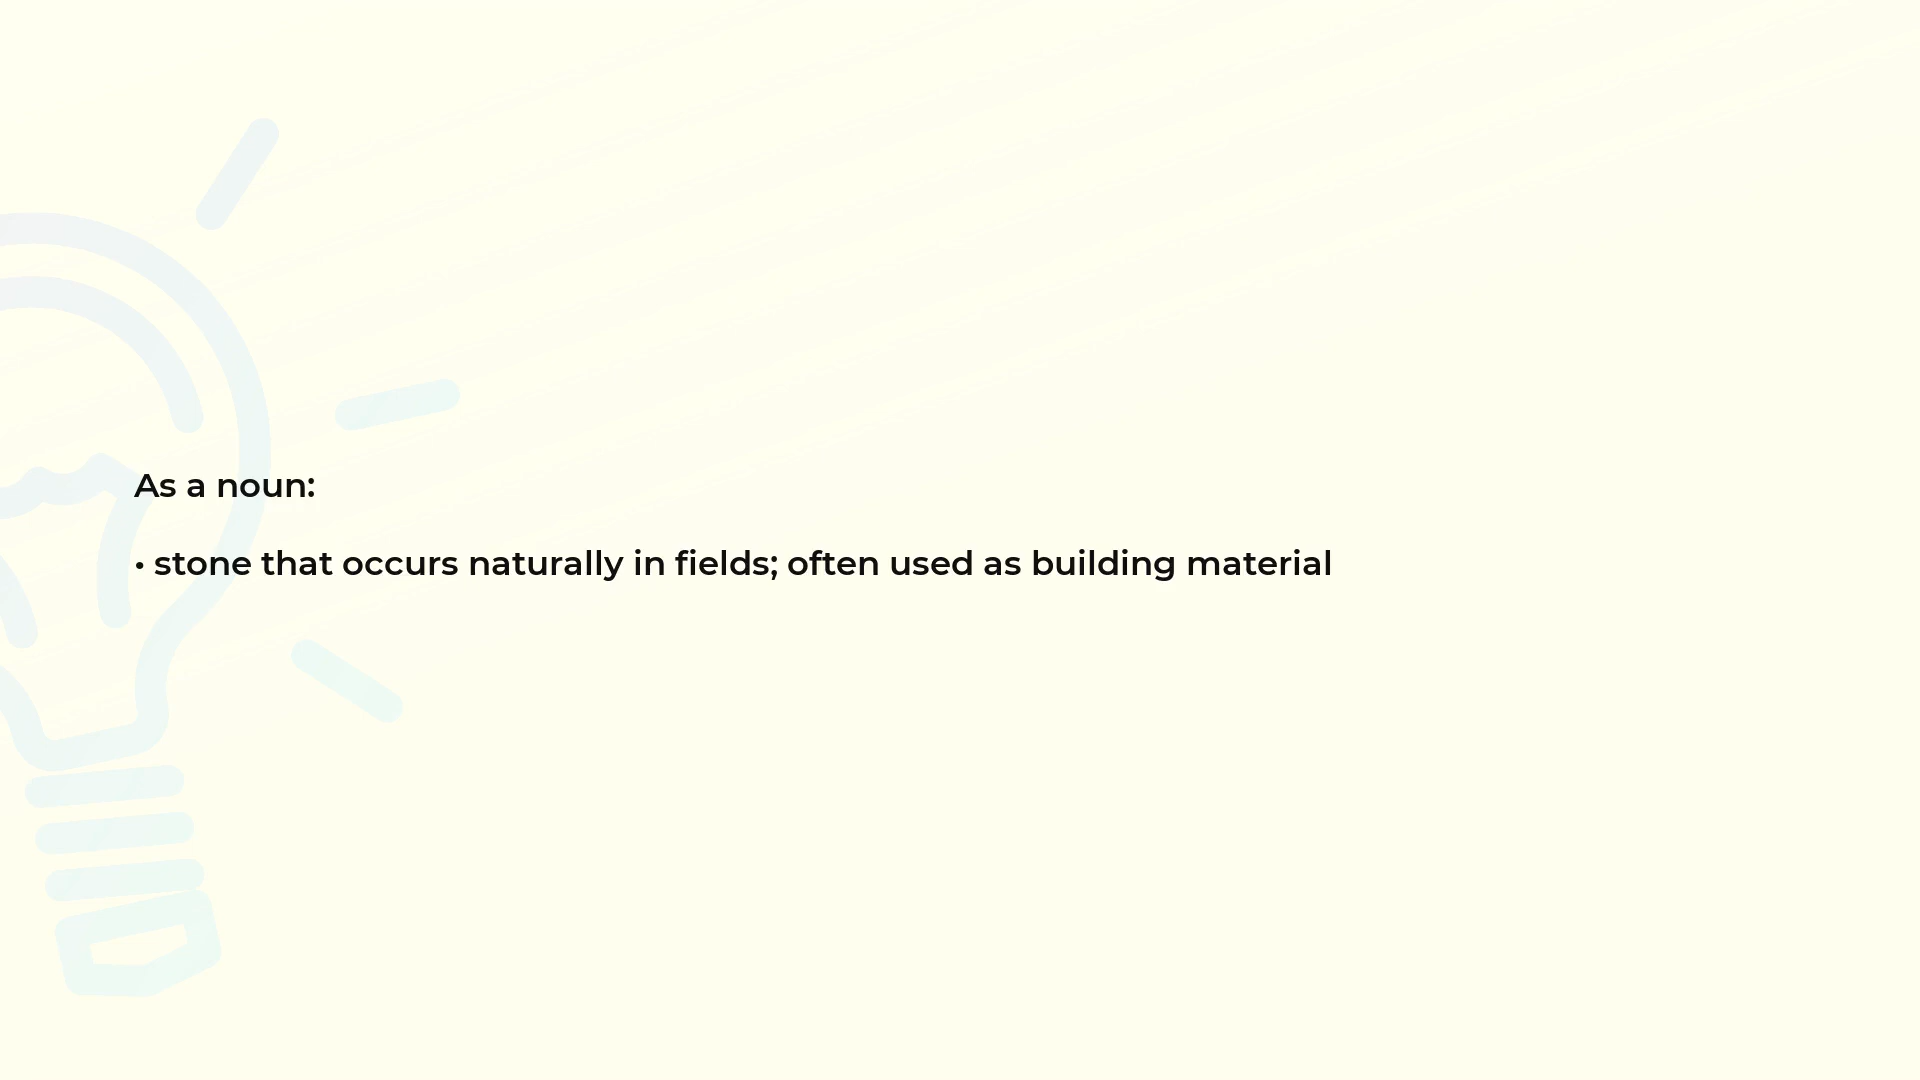 As a noun:
• stone that occurs naturally in fields; often used as building material